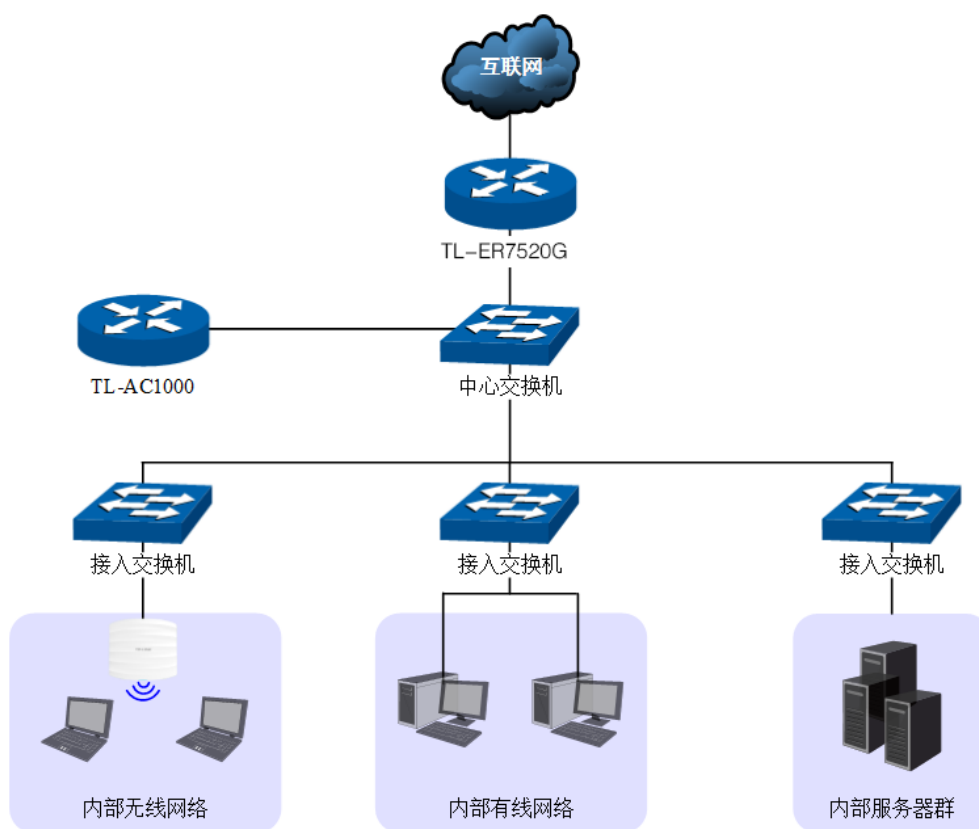 互联网
TL-ER7520G
TL-AC1000
中心交换机
接入交换机
接入交换机
接入交换机
内部无线网络
内部有线网络
内部服务器群